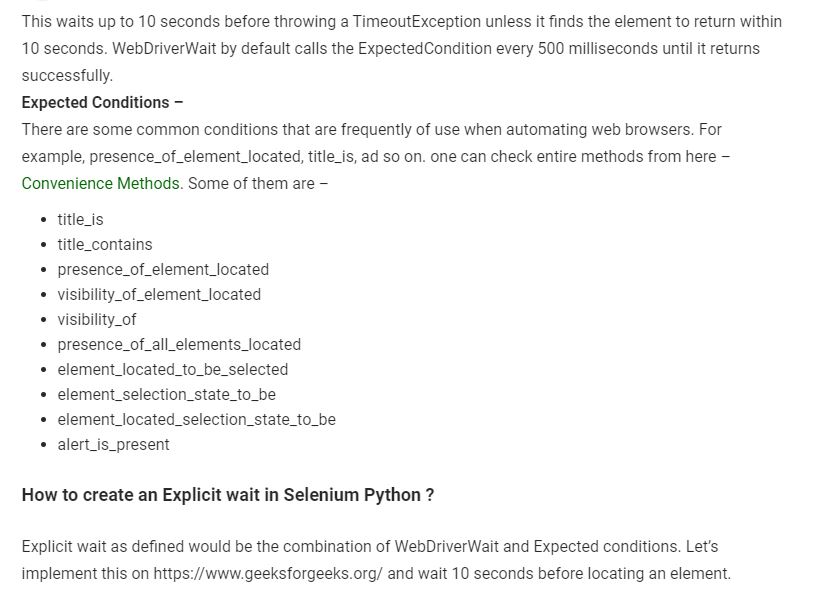 This waits up to 10 seconds before throwing a TimeoutException unless it finds the element to return within
10 seconds. WebDriverWait by default calls the ExpectedCondition every 500 milliseconds until it returns
successfully.
Expected Conditions –
There are some common conditions that are frequently of use when automating web browsers. For
example, presence_of_element_located, title_is, ad so on. one can check entire methods from here –
Convenience Methods. Some of them are –
• title_is
• title_contains
• presence_of_element_located
• visibility_of_element_located
• visibility_of
• presence_of_all_elements_located
• element_located_to_be_selected
• element_selection_state_to_be
• element_located_selection_state_to_be
• alert_is_present
How to create an Explicit wait in Selenium Python ?
Explicit wait as defined would be the combination of WebDriverWait and Expected conditions. Let’s
implement this on https://www.geeksforgeeks.org/ and wait 10 seconds before locating an element.